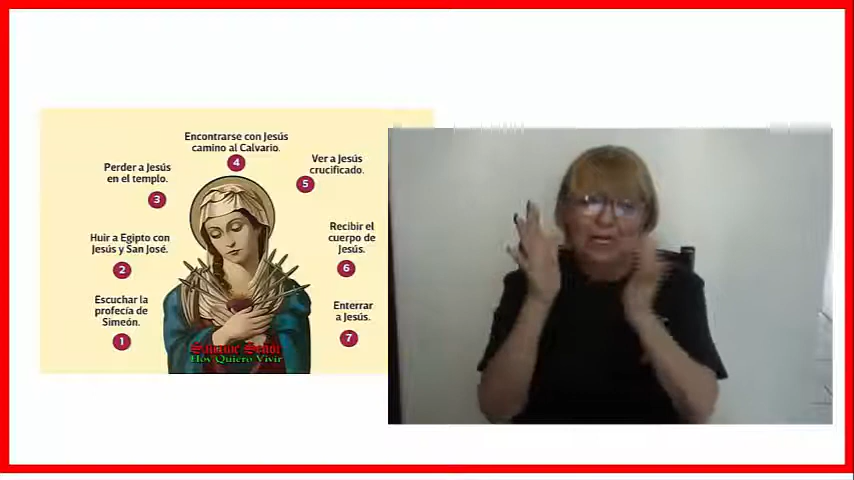 Encontrarse con Jesús
camino al Calvario.
4
Perder a Jesús
en el templo.
3
Ver a Jesús
crucificado.
5
Huir a Egipto con
Jesús y San José.
2
Recibir el
cuerpo de
Jesús.
6
Escuchar la
profecía de
Simeón.
1
Enterrar
a Jesús.
7
Hoy Quiero Vivir